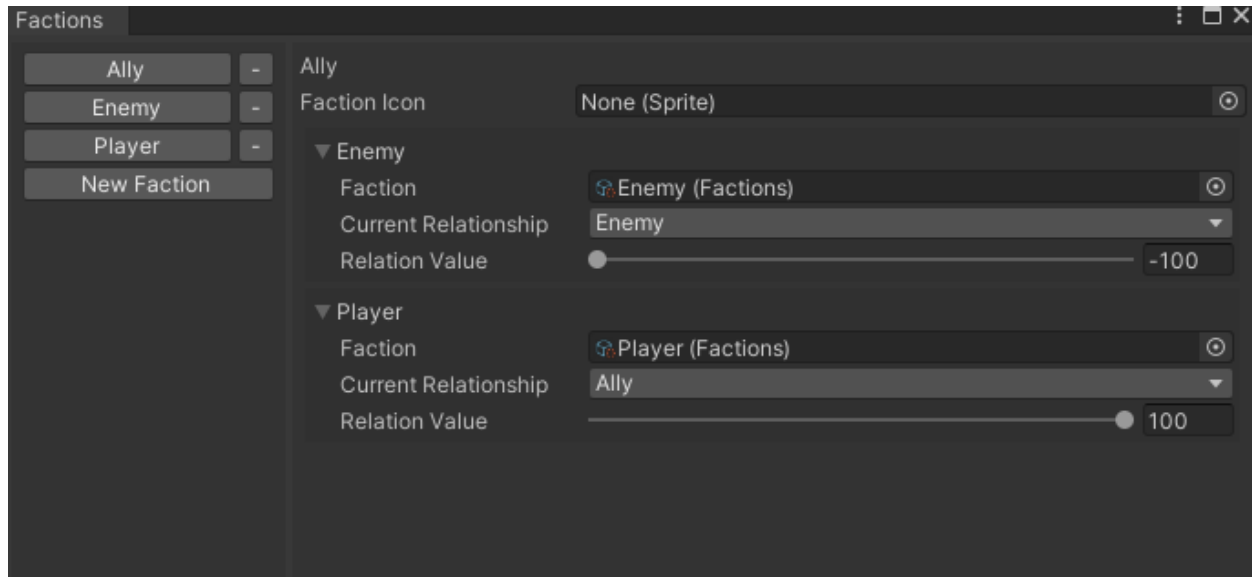 Factions
Ally -
Enemy -
Player -
New Faction
Ally
Faction Icon None (Sprite)
Enemy
Faction Enemy (Factions)
Current Relationship Enemy
Relation Value -100
Player
Faction Player (Factions)
Current Relationship Ally
Relation Value 100